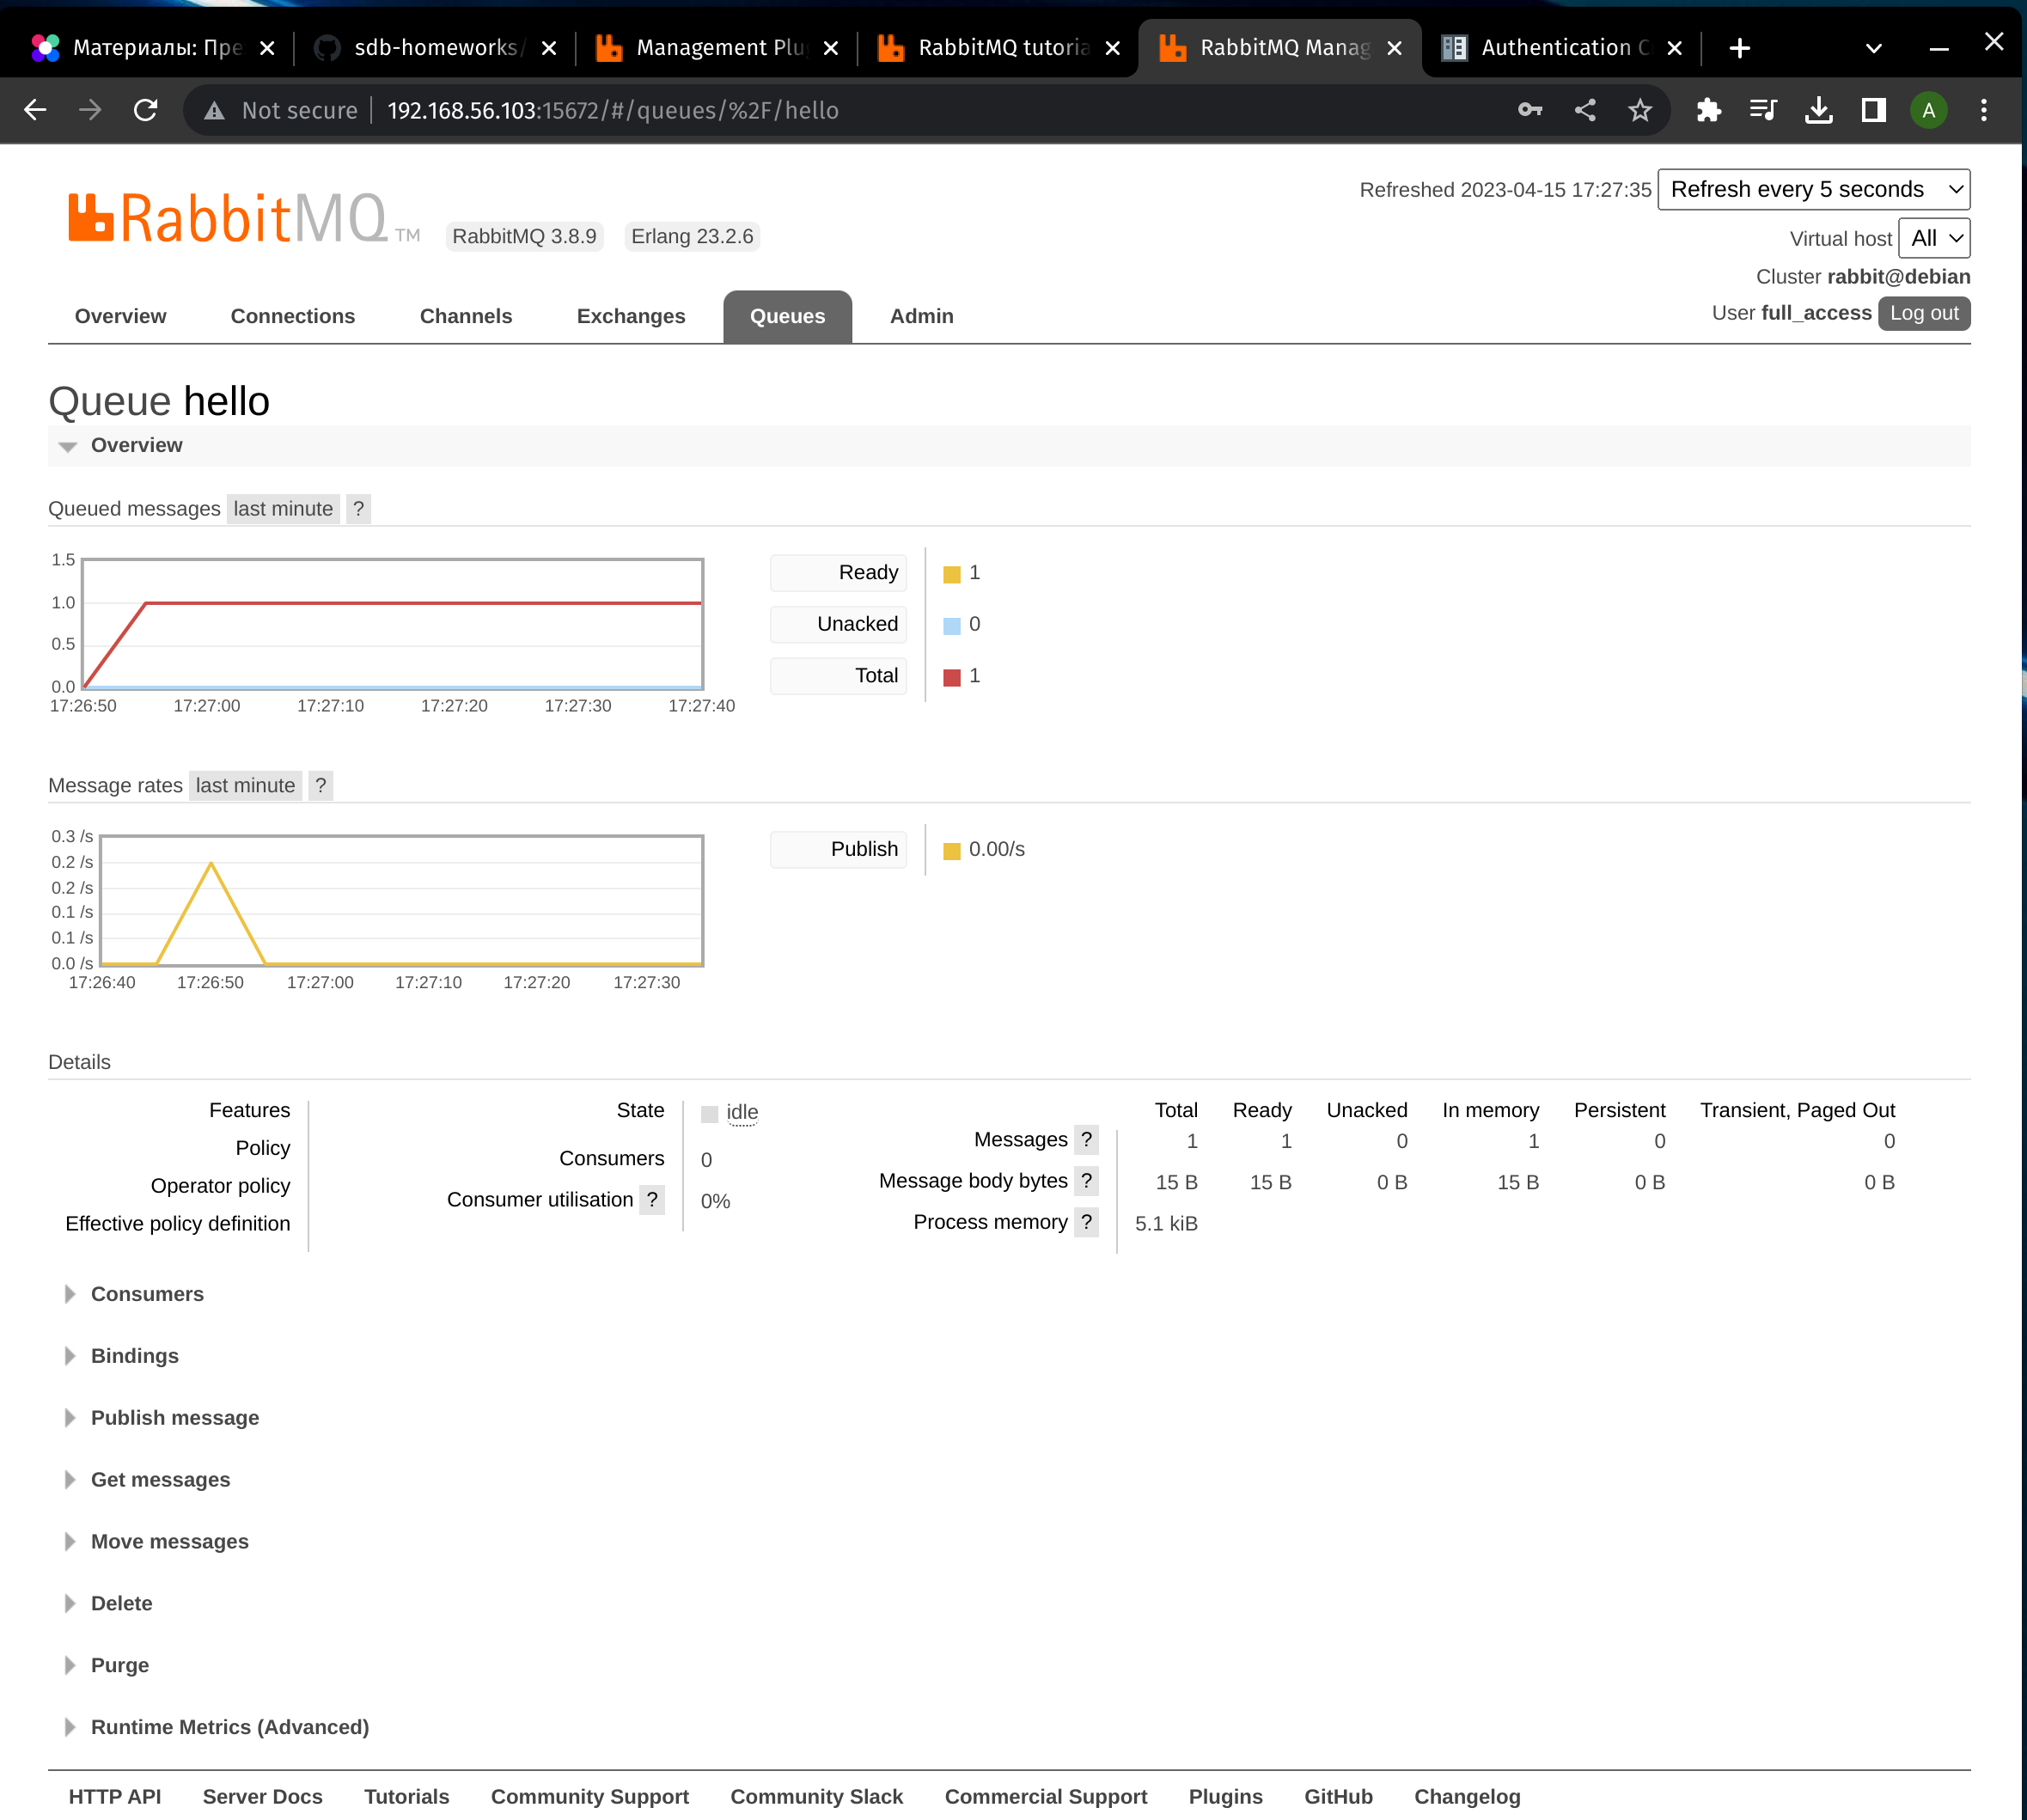 Материалы: Пре
sdb-homeworks/
Management Plu
RabbitMQ tutoria
RabbitMQ Manag
Authentication C
Not secure 192.168.56.103:15672/#/queues/%2F/hello
A
RabbitMQ TM RabbitMQ 3.8.9 Erlang 23.2.6
Refreshed 2023-04-15 17:27:35 Refresh every 5 seconds
Virtual host All
Cluster rabbit@debian
User full_access Log out
Overview Connections Channels Exchanges Queues Admin
Queue hello
Overview
Queued messages last minute ?
1.5
1.0
0.5
0.0
17:26:50 17:27:00 17:27:10 17:27:20 17:27:30 17:27:40
Ready 1
Unacked 0
Total 1
Message rates last minute ?
0.3 /s
0.2 /s
0.2 /s
0.1 /s
0.1 /s
0.0 /s
17:26:40 17:26:50 17:27:00 17:27:10 17:27:20 17:27:30
Publish 0.00/s
Details
Features
Policy
Operator policy
Effective policy definition
State idle
Consumers 0
Consumer utilisation ? 0%
Total Ready Unacked In memory Persistent Transient, Paged Out
Messages ? 1 1 0 1 0 0
Message body bytes ? 15 B 15 B 0 B 15 B 0 B 0 B
Process memory ? 5.1 kiB
Consumers
Bindings
Publish message
Get messages
Move messages
Delete
Purge
Runtime Metrics (Advanced)
HTTP API Server Docs Tutorials Community Support Community Slack Commercial Support Plugins GitHub Changelog